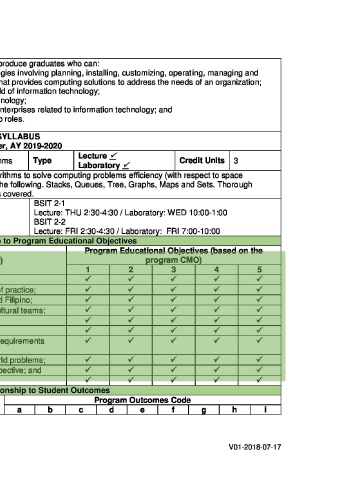 produce graduates who can:
gies involving planning, installing, customizing, operating, managing and
hat provides computing solutions to address the needs of an organization;
ld of information technology;
nology;
enterprises related to information technology; and
o roles.
SYLLABUS
er, AY 2019-2020
hms Type Lecture ✓ Laboratory ✓ Credit Units 3
rithms to solve computing problems efficiency (with respect to space
he following. Stacks, Queues, Tree, Graphs, Maps and Sets. Thorough
s covered.
BSIT 2-1
Lecture: THU 2:30-4:30 / Laboratory: WED 10:00-1:00
BSIT 2-2
Lecture: FRI 2:30-4:30 / Laboratory: FRI 7:00-10:00
e to Program Educational Objectives
Program Educational Objectives (based on the
) program CMO)
1 2 3 4 5
✓ ✓ ✓ ✓ ✓
f practice; ✓ ✓ ✓ ✓ ✓
d Filipino; ✓ ✓ ✓ ✓ ✓
ltural teams; ✓ ✓ ✓ ✓ ✓
✓ ✓ ✓ ✓ ✓
✓ ✓ ✓ ✓ ✓
requirements ✓ ✓ ✓ ✓ ✓
rld problems; ✓ ✓ ✓ ✓ ✓
pective; and ✓ ✓ ✓ ✓ ✓
✓ ✓ ✓ ✓ ✓
ionship to Student Outcomes
Program Outcomes Code
a b c d e f g h i
V01-2018-07-17